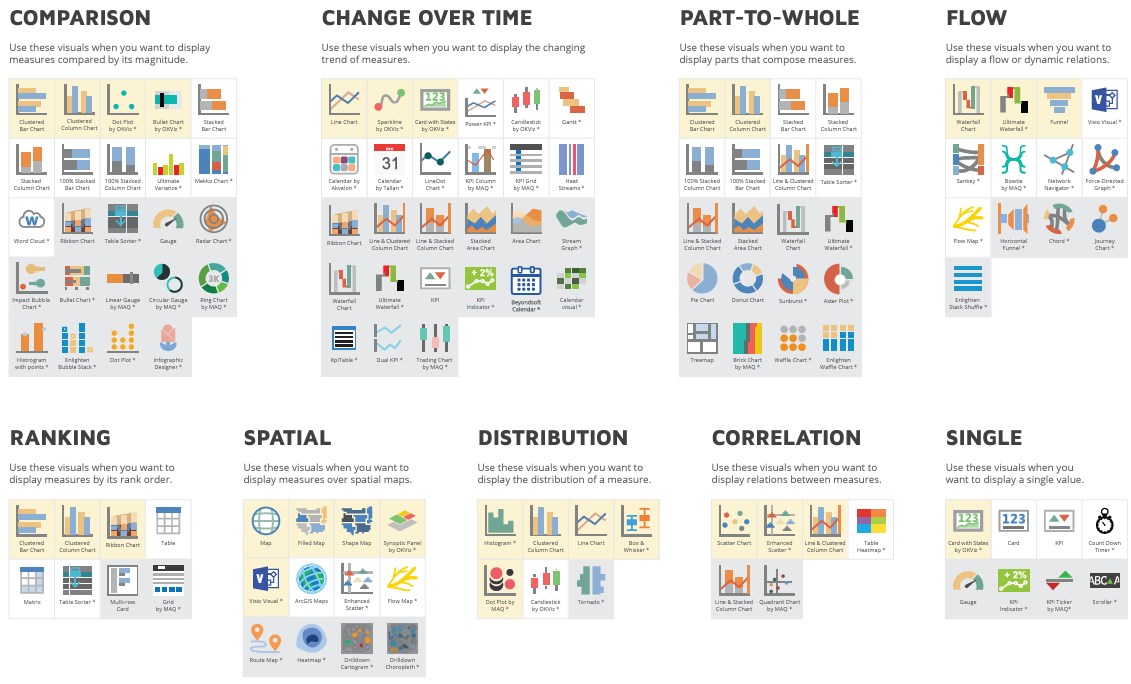 COMPARISON
Use these visuals when you want to display
measures compared by its magnitude.
Clustered
Bar Chart
Clustered
Column Chart
Dot Plot
by OKViz *
Bullet Chart
by OKViz *
Stacked
Bar Chart
Stacked
Column Chart
100% Stacked
Bar Chart
100% Stacked
Column Chart
Ultimate
Variance *
Mekko Chart *
W
Word Cloud *
Ribbon Chart
Table Sorter *
Gauge
Radar Chart *
Impact Bubble
Chart *
Bullet Chart *
Linear Gauge
by MAQ *
Circular Gauge
by MAQ *
3K
Ring Chart
by MAQ *
Histrogram
with points *
Enlighten
Bubble Stack *
Dot Plot *
Infographic
Designer *
CHANGE OVER TIME
Use these visuals when you want to display the changing
trend of measures.
Line Chart
Sparkline
by OKViz *
123
Card with States
by OKViz *
Power KPI *
Candlestick
by OKViz *
Gantt *
Calendar by
Akvelon *
31
Calendar
by Tallan *
LineDot
Chart *
KPI Column
by MAQ *
KPI Grid
by MAQ *
Heat
Streams *
Ribbon Chart
Line & Clustered
Column Chart
Line & Stacked
Column Chart
Stacked
Area Chart
Area Chart
Stream
Graph *
Waterfall
Chart
Ultimate
Waterfall *
KPI
+ 2%
KPI
Indicator *
Beyondsoft
Calendar *
Calendar
visual *
KpiTable *
Dual KPI *
Trading Chart
by MAQ *
PART-TO-WHOLE
Use these visuals when you want to
display parts that compose measures.
Clustered
Bar Chart
Clustered
Column Chart
Stacked
Bar Chart
Stacked
Column Chart
100% Stacked
Column Chart
100% Stacked
Bar Chart
Line & Clustered
Column Chart
Table Sorter *
Line & Stacked
Column Chart
Stacked
Area Chart
Waterfall
Chart
Ultimate
Waterfall *
Pie Chart
Donut Chart
Sunburst *
Aster Plot *
Treemap
Brick Chart
by MAQ *
Waffle Chart *
Enlighten
Waffle Chart *
FLOW
Use these visuals when you want to
display a flow or dynamic relations.
Waterfall
Chart
Ultimate
Waterfall *
Funnel
V
Visio Visual *
Sankey *
Bowtie
by MAQ *
Network
Navigator *
Force-Directed
Graph *
Flow Map *
Horizontal
Funnel *
Chord *
Journey
Chart *
Enlighten
Stack Shuffle *
RANKING
Use these visuals when you want to
display measures by its rank order.
Clustered
Bar Chart
Clustered
Column Chart
Ribbon Chart
Table
Matrix
Table Sorter *
Multi-row
Card
Grid
by MAQ *
SPATIAL
Use these visuals when you want to
display measures over spatial maps.
Map
Filled Map
Shape Map
Synoptic Panel
by OKViz *
V
Visio Visual *
ArcGIS Maps
Enhanced
Scatter *
Flow Map *
Route Map *
Heatmap *
Drilldown
Cartogram *
Drilldown
Choropleth *
DISTRIBUTION
Use these visuals when you want to
display the distribution of a measure.
Histogram *
Clustered
Column Chart
Line Chart
Box &
Whisker *
Dot Plot by
MAQ *
Candlestick
by OKViz *
Tornado *
CORRELATION
Use these visuals when you want to
display relations between measures.
Scatter Chart
Enhanced
Scatter *
Line & Clustered
Column Chart
Table
Heatmap *
Line & Stacked
Column Chart
Quadrant Chart
by MAQ *
SINGLE
Use these visuals when you
want to display a single value.
123
Card with States
by OKViz *
123
Card
KPI
Count Down
Timer *
Gauge
+ 2%
KPI
Indicator *
KPI Ticker
by MAQ*
ABC
Scroller *